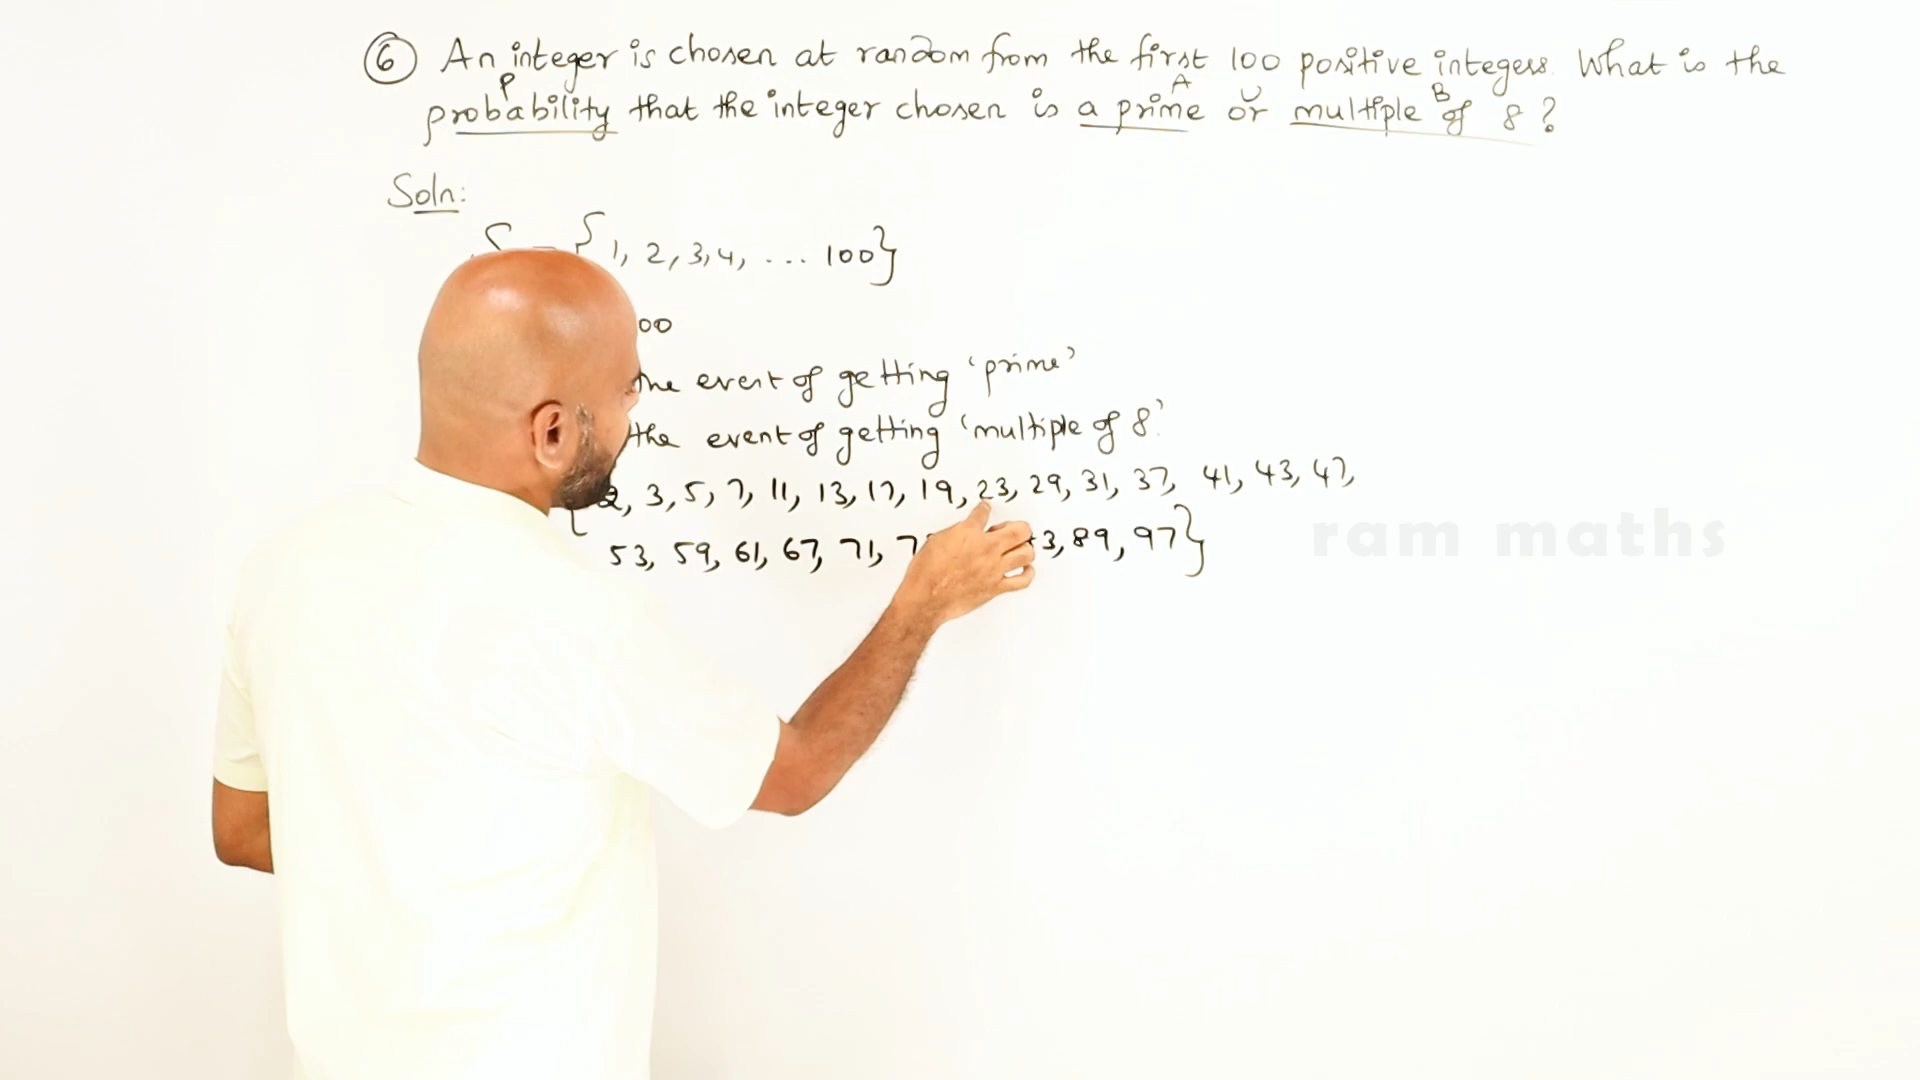 6 An integer is chosen at random from the first 100 positive integers. What is the
P A U B
probability that the integer chosen is a prime or multiple of 8?
Soln:
S = { 1, 2, 3, 4, ... 100}
00
the event of getting 'prime'
the event of getting 'multiple of 8'.
2, 3, 5, 7, 11, 13, 17, 19, 23, 29, 31, 37, 41, 43, 47,
53, 59, 61, 67, 71, 7 3, 89, 97}
ram maths